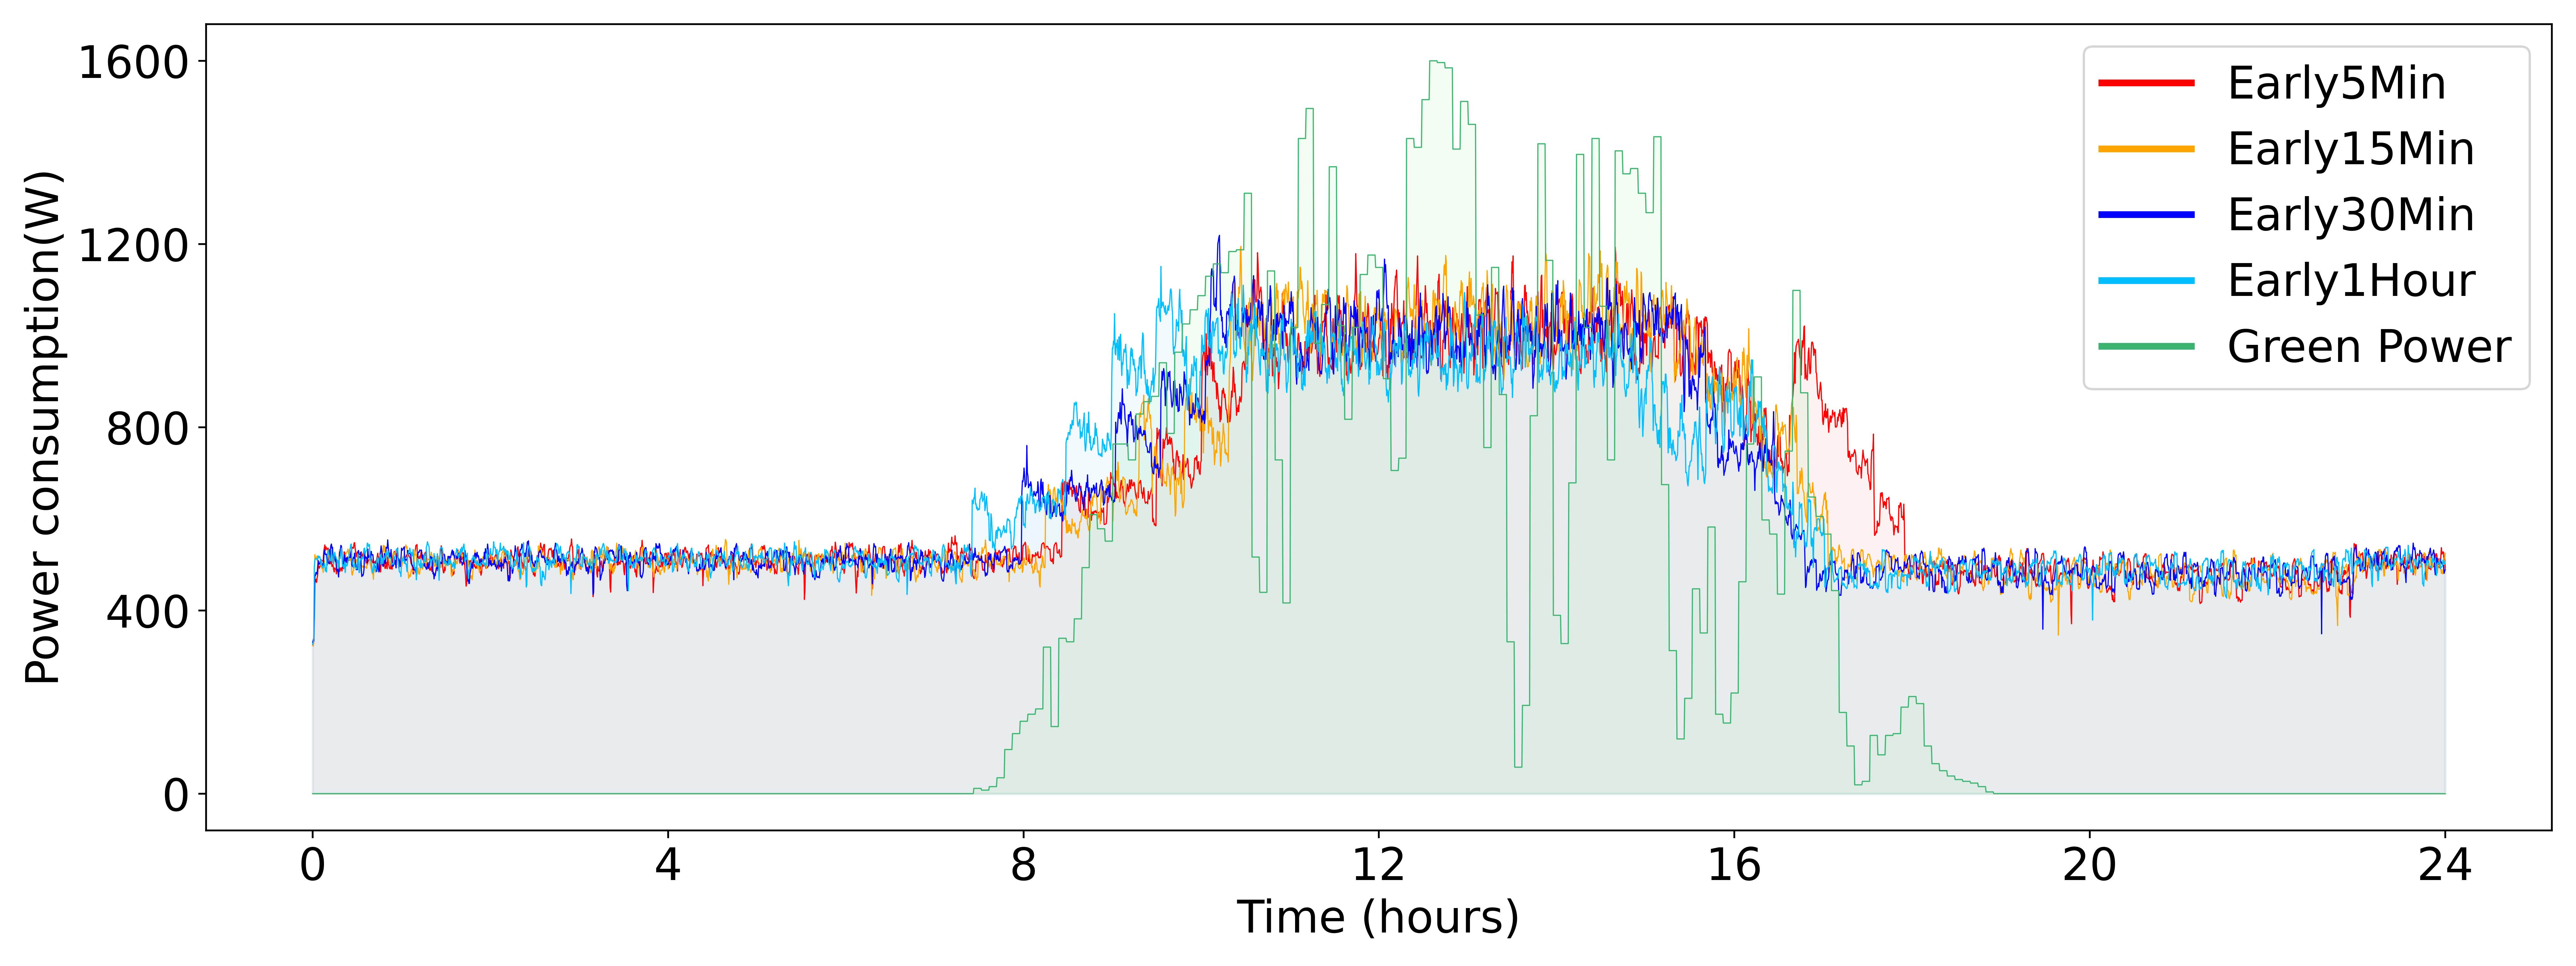 Power consumption(W)
1600
1200
800
400
0
Early5Min
Early15Min
Early30Min
Early1Hour
Green Power
0 4 8 12 16 20 24
Time (hours)